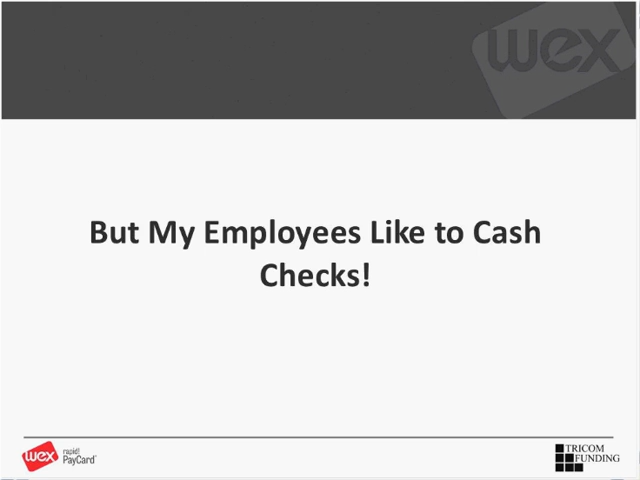 wex
But My Employees Like to Cash
Checks!
wex rapid!
PayCard
TRICOM
FUNDING